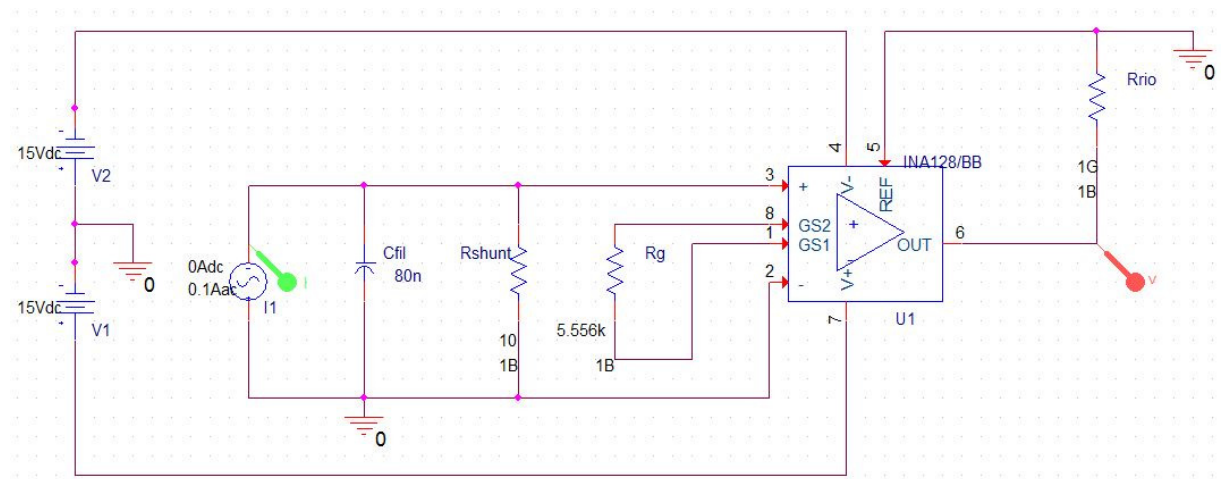 15Vdc
-
+
V2
0
15Vdc
-
+
V1
0Adc
0.1Aac
-
+
I1
I
Cfil
80n
0
Rshunt
10
1B
Rg
5.556k
1B
3
8
1
2
4
5
INA128/BB
+
V-
REF
GS2
GS1
+
-
OUT
-
V+
6
7
U1
Rrio
1G
1B
0
V